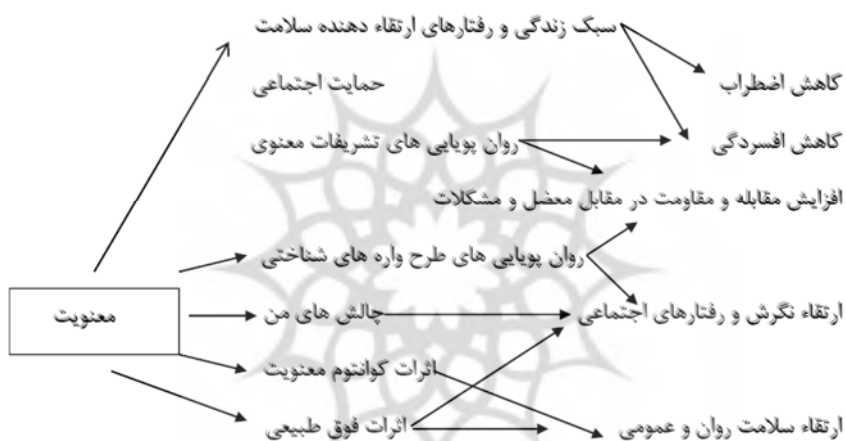 سبک زندگی و رفتارهای ارتقاء دهنده سلامت
کاهش اضطراب
حمایت اجتماعی
روان پویایی های تشریفات معنوی
کاهش افسردگی
افزایش مقابله و مقاومت در مقابل معضل و مشکلات
روان پویایی های طرح واره های شناختی
معنویت
چالش های من
ارتقاء نگرش و رفتارهای اجتماعی
اثرات کوانتوم معنویت
اثرات فوق طبیعی
ارتقاء سلامت روان و عمومی